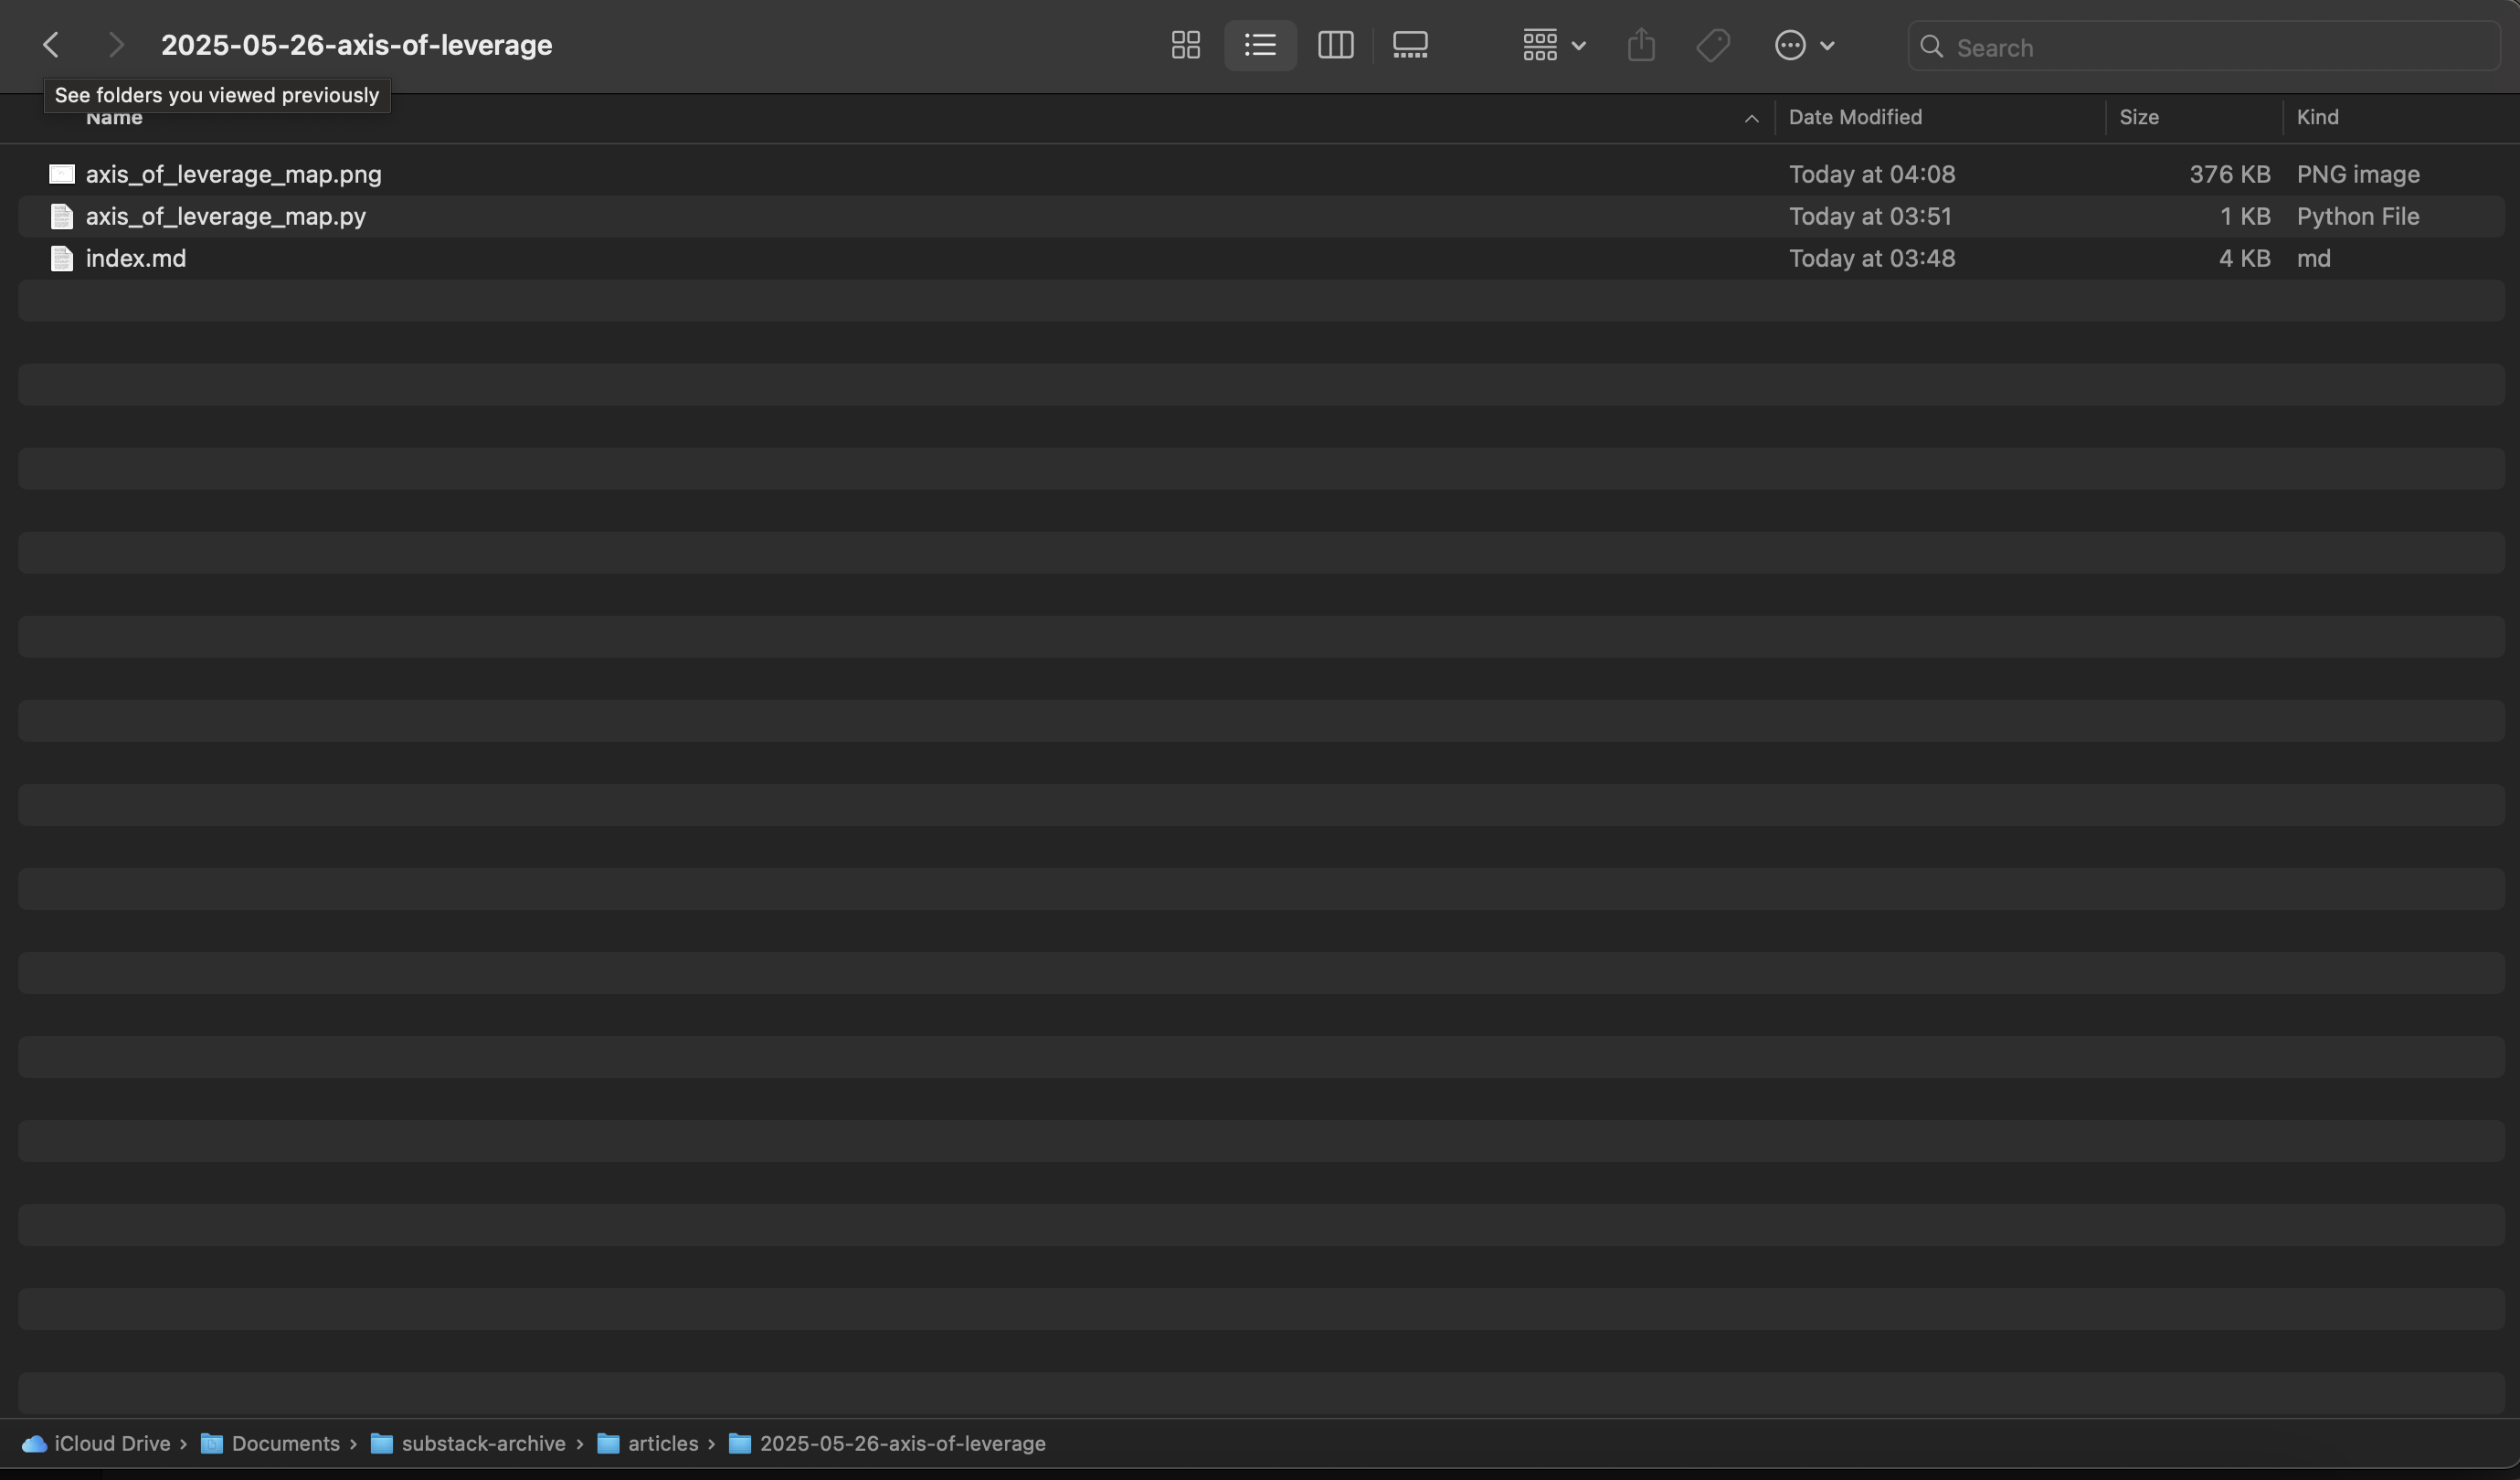 2025-05-26-axis-of-leverage
Search
See folders you viewed previously
Name
Date Modified
Size
Kind
axis_of_leverage_map.png
Today at 04:08
376 KB
PNG image
axis_of_leverage_map.py
Today at 03:51
1 KB
Python File
index.md
Today at 03:48
4 KB
md
iCloud Drive › Documents › substack-archive › articles › 2025-05-26-axis-of-leverage